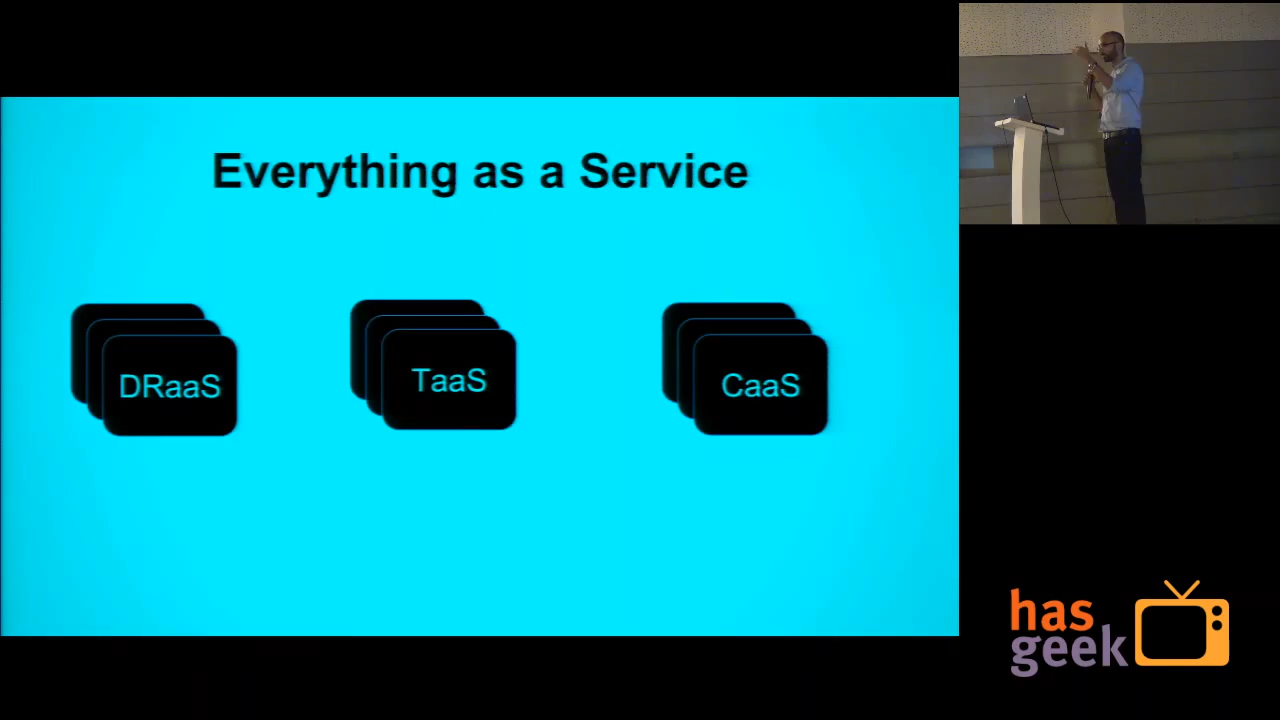 Everything as a Service
DRaaS
TaaS
CaaS
has
geek